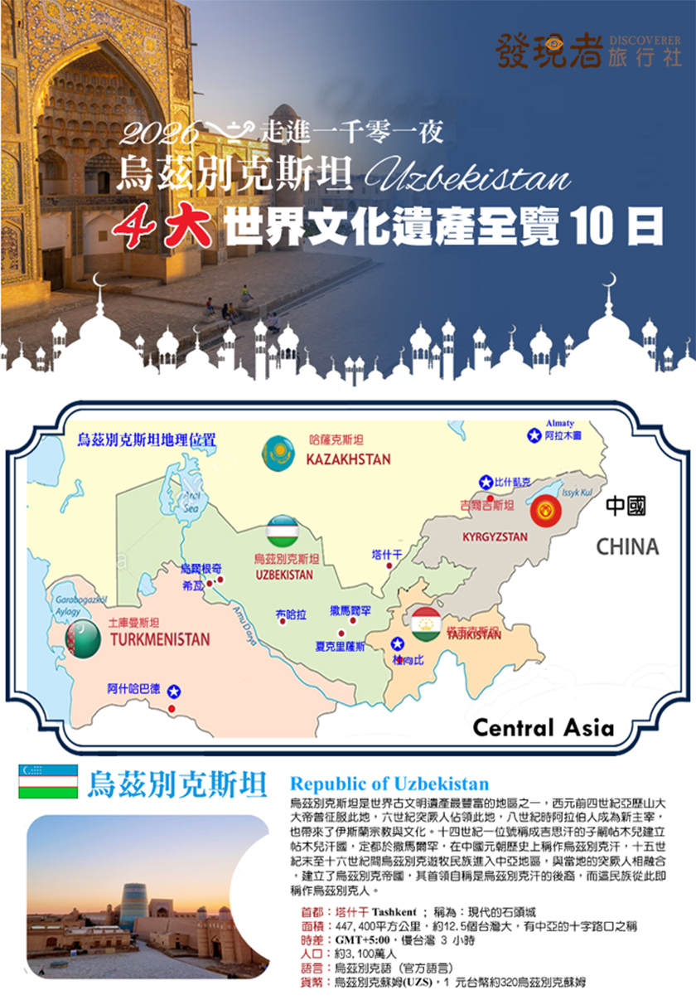 發現者
DISCOVERER
旅行社
2026 走進一千零一夜
烏茲別克斯坦 Uzbekistan
4大世界文化遺產全覽10日
烏茲別克斯坦地理位置
哈薩克斯坦
KAZAKHSTAN
Almaty
阿拉木圖
比什凱克
吉爾吉斯坦
Issyk Kul
KYRGYZSTAN
中國
CHINA
Aral
Sea
烏茲別克斯坦
UZBEKISTAN
塔什干
烏爾根奇
希瓦
Garabogazköl
Aylagy
土庫曼斯坦
TURKMENISTAN
Amu Darya
布哈拉
撒馬爾罕
夏克里薩斯
塔吉克斯坦
TAJIKISTAN
杜向比
阿什哈巴德
Central Asia
烏茲別克斯坦
Republic of Uzbekistan
烏茲別克斯坦是世界古文明遺產最豐富的地區之一，西元前四世紀亞歷山大
大帝曾征服此地，六世紀突厥人佔領此地，八世紀時阿拉伯人成為新主宰，
也帶來了伊斯蘭宗教與文化。十四世紀一位號稱成吉思汗的子嗣帖木兒建立
帖木兒汗國，定都於撒馬爾罕，在中國元朝歷史上稱作烏茲別克汗，十五世
紀末至十六世紀間烏茲別克遊牧民族進入中亞地區，與當地的突厥人相融合
，建立了烏茲別克帝國，其首領自稱是烏茲別克汗的後裔，而這民族從此即
稱作烏茲別克人。
首都：塔什干 Tashkent ；稱為：現代的石頭城
面積：447,400平方公里，約12.5個台灣大，有中亞的十字路口之稱
時差：GMT+5:00，慢台灣 3 小時
人口：約3,100萬人
語言：烏茲別克語（官方語言）
貨幣：烏茲別克蘇姆(UZS)，1 元台幣約320烏茲別克蘇姆